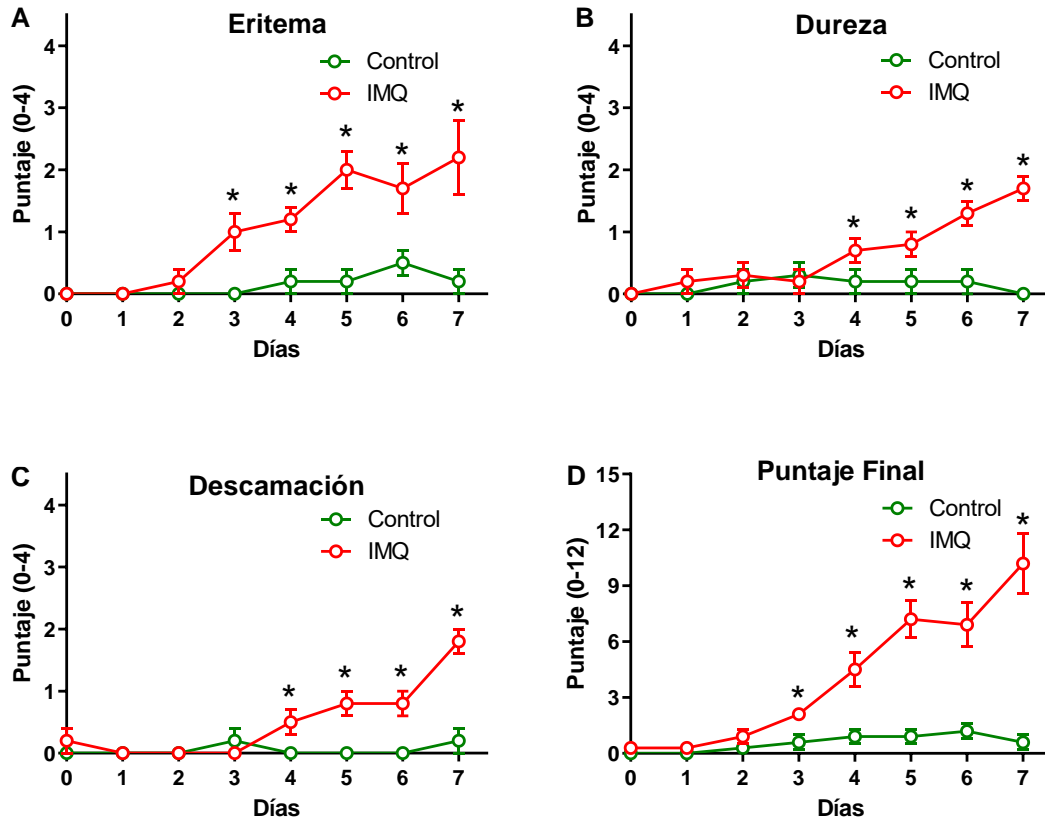 A
Eritema
Control
IMQ
Puntaje (0-4)
4
3
2
1
0
*
*
*
*
*
0 1 2 3 4 5 6 7
Días
B
Dureza
Control
IMQ
Puntaje (0-4)
4
3
2
1
0
*
*
*
*
0 1 2 3 4 5 6 7
Días
C
Descamación
Control
IMQ
Puntaje (0-4)
4
3
2
1
0
*
*
*
*
0 1 2 3 4 5 6 7
Días
D
Puntaje Final
Control
IMQ
Puntaje (0-12)
15
12
9
6
3
0
*
*
*
*
*
0 1 2 3 4 5 6 7
Días